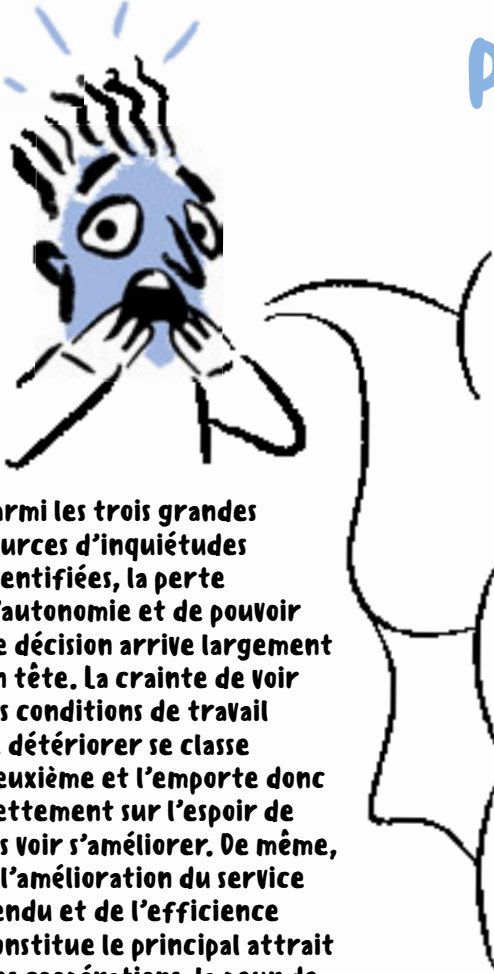 P
armi les trois grandes
urces d’inquiétudes
entifiées, la perte
’autonomie et de pouvoir
e décision arrive largement
n tête. La crainte de voir
s conditions de travail
détériorer se classe
euxième et l’emporte donc
ettement sur l’espoir de
s voir s’améliorer. De même,
l’amélioration du service
endu et de l’efficience
onstitue le principal attrait